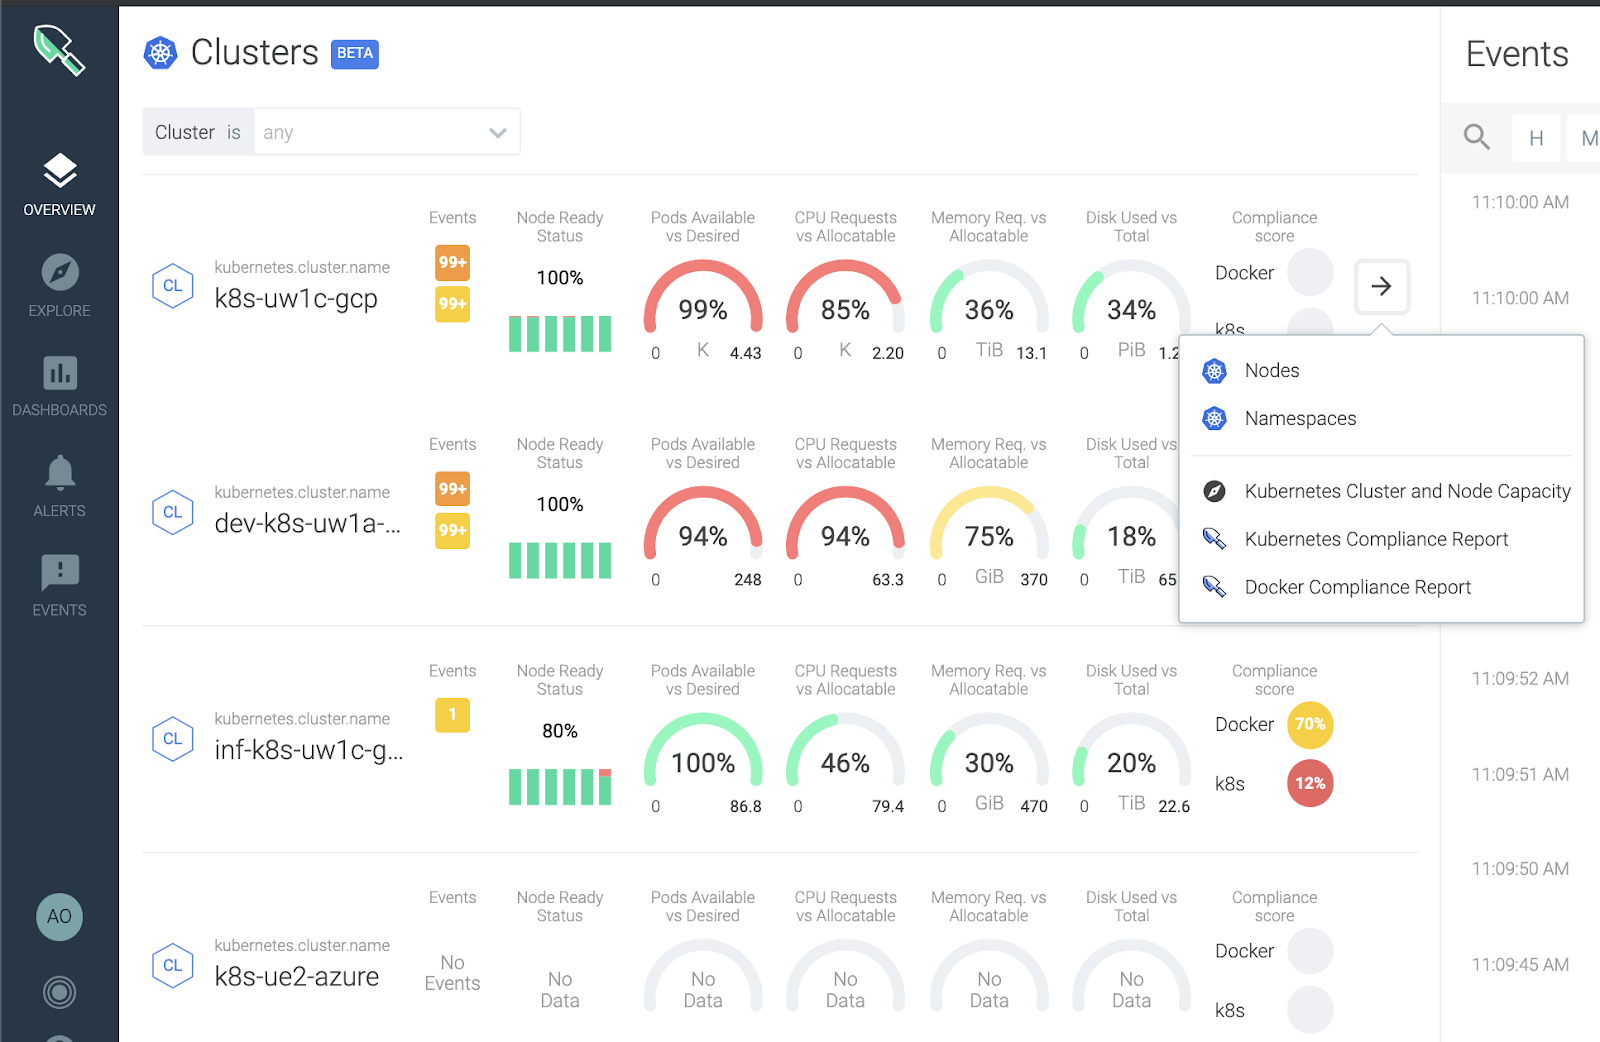 Clusters BETA
Cluster is any
OVERVIEW
EXPLORE
DASHBOARDS
ALERTS
EVENTS
AO
CL
kubernetes.cluster.name
k8s-uw1c-gcp
Events
99+
99+
Node Ready
Status
100%
Pods Available
vs Desired
99%
0 K 4.43
CPU Requests
vs Allocatable
85%
0 K 2.20
Memory Req. vs
Allocatable
36%
0 TiB 13.1
Disk Used vs
Total
34%
0 PiB 1.2
Compliance
score
Docker
k8s
Nodes
Namespaces
Kubernetes Cluster and Node Capacity
Kubernetes Compliance Report
Docker Compliance Report
CL
kubernetes.cluster.name
dev-k8s-uw1a-...
Events
99+
99+
Node Ready
Status
100%
Pods Available
vs Desired
94%
0 248
CPU Requests
vs Allocatable
94%
0 63.3
Memory Req. vs
Allocatable
75%
0 GiB 370
Disk Used vs
Total
18%
0 TiB 65
CL
kubernetes.cluster.name
inf-k8s-uw1c-g...
Events
1
Node Ready
Status
80%
Pods Available
vs Desired
100%
0 86.8
CPU Requests
vs Allocatable
46%
0 79.4
Memory Req. vs
Allocatable
30%
0 GiB 470
Disk Used vs
Total
20%
0 TiB 22.6
Compliance
score
Docker 70%
k8s 12%
CL
kubernetes.cluster.name
k8s-ue2-azure
Events
No
Events
Node Ready
Status
No
Data
Pods Available
vs Desired
No
Data
CPU Requests
vs Allocatable
No
Data
Memory Req. vs
Allocatable
No
Data
Disk Used vs
Total
No
Data
Compliance
score
Docker
k8s
Events
H M
11:10:00 AM
11:10:00 AM
11:09:52 AM
11:09:51 AM
11:09:50 AM
11:09:45 AM